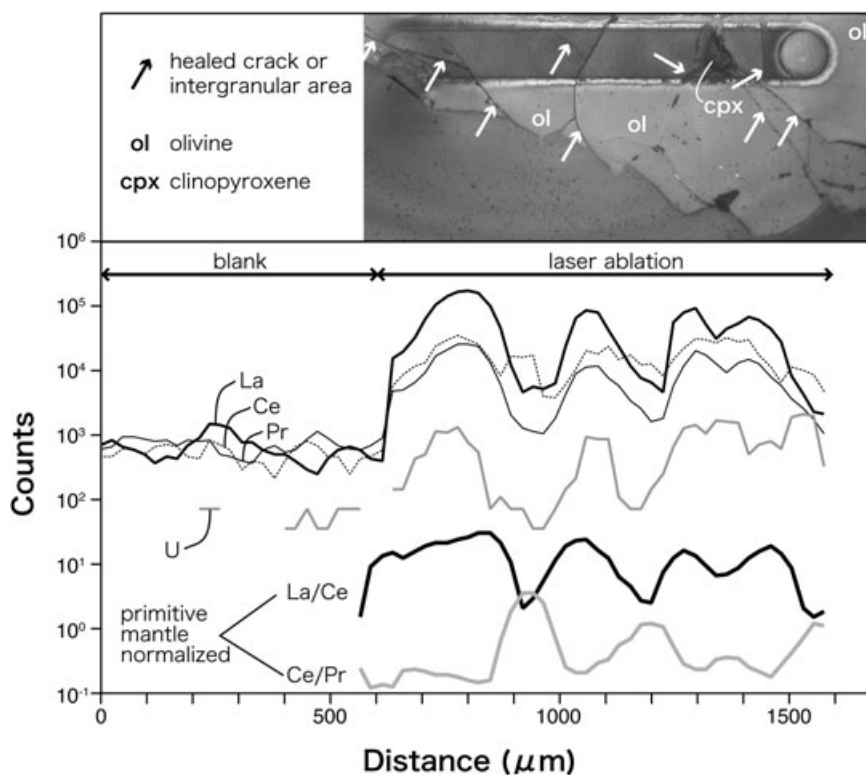 healed crack or
intergranular area
ol olivine
cpx clinopyroxene
ol
ol
ol
cpx
10⁶
blank
laser ablation
10⁵
10⁴
10³
10²
10¹
10⁰
10⁻¹
Counts
La
Ce
Pr
U
La/Ce
primitive
mantle
normalized
Ce/Pr
0
500
1000
1500
Distance (μm)